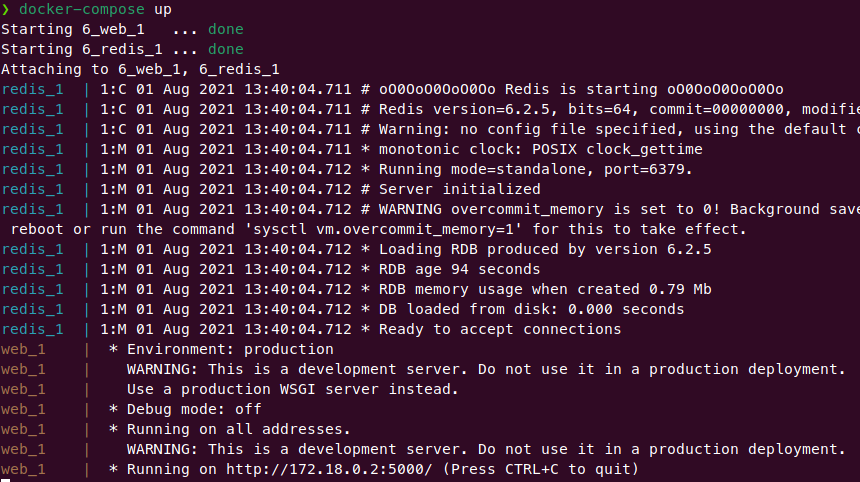 ❯ docker-compose up
Starting 6_web_1   ... done
Starting 6_redis_1 ... done
Attaching to 6_web_1, 6_redis_1
redis_1  | 1:C 01 Aug 2021 13:40:04.711 # oO0OoO0OoO0Oo Redis is starting oO0OoO0OoO0Oo
redis_1  | 1:C 01 Aug 2021 13:40:04.711 # Redis version=6.2.5, bits=64, commit=00000000, modifie
redis_1  | 1:C 01 Aug 2021 13:40:04.711 # Warning: no config file specified, using the default c
redis_1  | 1:M 01 Aug 2021 13:40:04.711 * monotonic clock: POSIX clock_gettime
redis_1  | 1:M 01 Aug 2021 13:40:04.712 * Running mode=standalone, port=6379.
redis_1  | 1:M 01 Aug 2021 13:40:04.712 # Server initialized
redis_1  | 1:M 01 Aug 2021 13:40:04.712 # WARNING overcommit_memory is set to 0! Background save
 reboot or run the command 'sysctl vm.overcommit_memory=1' for this to take effect.
redis_1  | 1:M 01 Aug 2021 13:40:04.712 * Loading RDB produced by version 6.2.5
redis_1  | 1:M 01 Aug 2021 13:40:04.712 * RDB age 94 seconds
redis_1  | 1:M 01 Aug 2021 13:40:04.712 * RDB memory usage when created 0.79 Mb
redis_1  | 1:M 01 Aug 2021 13:40:04.712 * DB loaded from disk: 0.000 seconds
redis_1  | 1:M 01 Aug 2021 13:40:04.712 * Ready to accept connections
web_1    |  * Environment: production
web_1    |    WARNING: This is a development server. Do not use it in a production deployment.
web_1    |    Use a production WSGI server instead.
web_1    |  * Debug mode: off
web_1    |  * Running on all addresses.
web_1    |    WARNING: This is a development server. Do not use it in a production deployment.
web_1    |  * Running on http://172.18.0.2:5000/ (Press CTRL+C to quit)